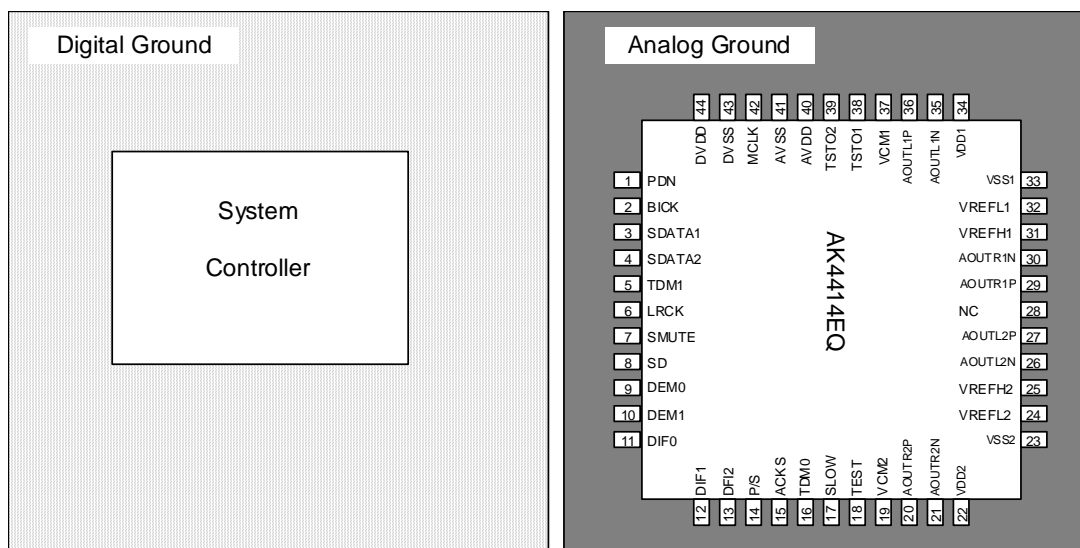 Digital Ground
System
Controller
Analog Ground
44 DVDD
43 DVSS
42 MCLK
41 AVSS
40 AVDD
39 TSTO2
38 TSTO1
37 VCM1
36 AOUTL1P
35 AOUTL1N
34 VDD1
1 PDN
2 BICK
3 SDATA1
4 SDATA2
5 TDM1
6 LRCK
7 SMUTE
8 SD
9 DEM0
10 DEM1
11 DIF0
AK4414EQ
VSS1 33
VREFL1 32
VREFH1 31
AOUTR1N 30
AOUTR1P 29
NC 28
AOUTL2P 27
AOUTL2N 26
VREFH2 25
VREFL2 24
VSS2 23
DIF1 12
DFI2 13
P/S 14
ACKS 15
TDM0 16
SLOW 17
TEST 18
VCM2 19
AOUTR2P 20
AOUTR2N 21
VDD2 22